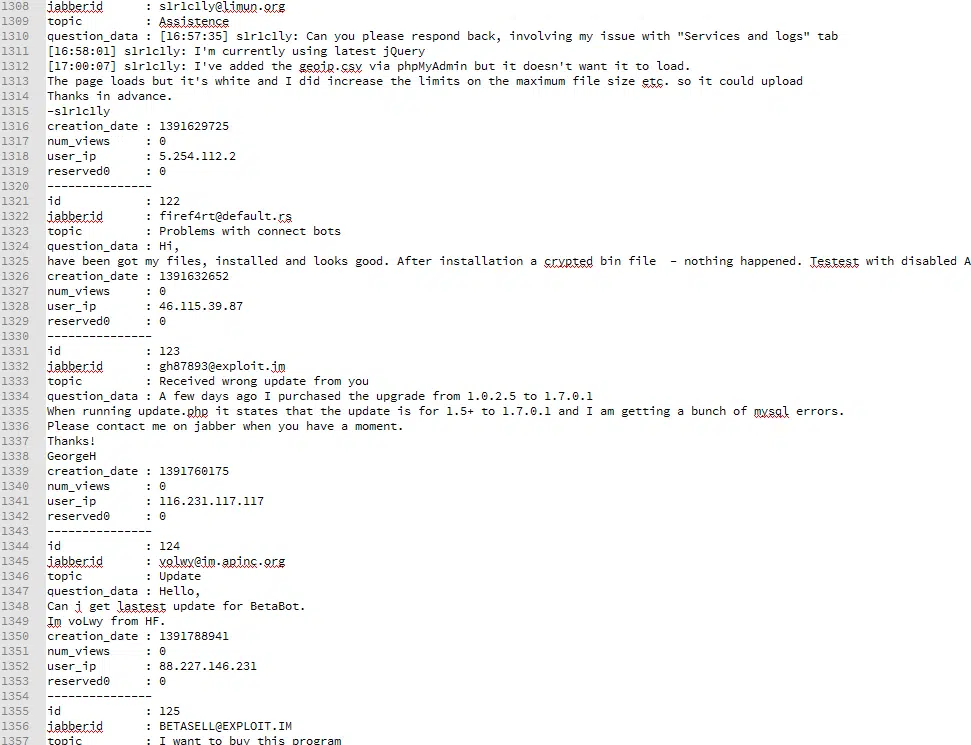 1308 jabberid : slrlclly@limun.org
1309 topic : Assistence
1310 question_data : [16:57:35] slrlclly: Can you please respond back, involving my issue with "Services and logs" tab
1311 [16:58:01] slrlclly: I'm currently using latest jQuery
1312 [17:00:07] slrlclly: I've added the geoip.csv via phpMyAdmin but it doesn't want it to load.
1313 The page loads but it's white and I did increase the limits on the maximum file size etc. so it could upload
1314 Thanks in advance.
1315 -slrlclly
1316 creation_date : 1391629725
1317 num_views : 0
1318 user_ip : 5.254.112.2
1319 reserved0 : 0
1320 ---------------
1321 id : 122
1322 jabberid : firef4rt@default.rs
1323 topic : Problems with connect bots
1324 question_data : Hi,
1325 have been got my files, installed and looks good. After installation a crypted bin file - nothing happened. Testest with disabled A
1326 creation_date : 1391632652
1327 num_views : 0
1328 user_ip : 46.115.39.87
1329 reserved0 : 0
1330 ---------------
1331 id : 123
1332 jabberid : gh87893@exploit.im
1333 topic : Received wrong update from you
1334 question_data : A few days ago I purchased the upgrade from 1.0.2.5 to 1.7.0.1
1335 When running update.php it states that the update is for 1.5+ to 1.7.0.1 and I am getting a bunch of mysql errors.
1336 Please contact me on jabber when you have a moment.
1337 Thanks!
1338 GeorgeH
1339 creation_date : 1391760175
1340 num_views : 0
1341 user_ip : 116.231.117.117
1342 reserved0 : 0
1343 ---------------
1344 id : 124
1345 jabberid : volwy@im.apinc.org
1346 topic : Update
1347 question_data : Hello,
1348 Can j get lastest update for BetaBot.
1349 Im voLwy from HF.
1350 creation_date : 1391788941
1351 num_views : 0
1352 user_ip : 88.227.146.231
1353 reserved0 : 0
1354 ---------------
1355 id : 125
1356 jabberid : BETASELL@EXPLOIT.IM
1357 topic : I want to buy this program